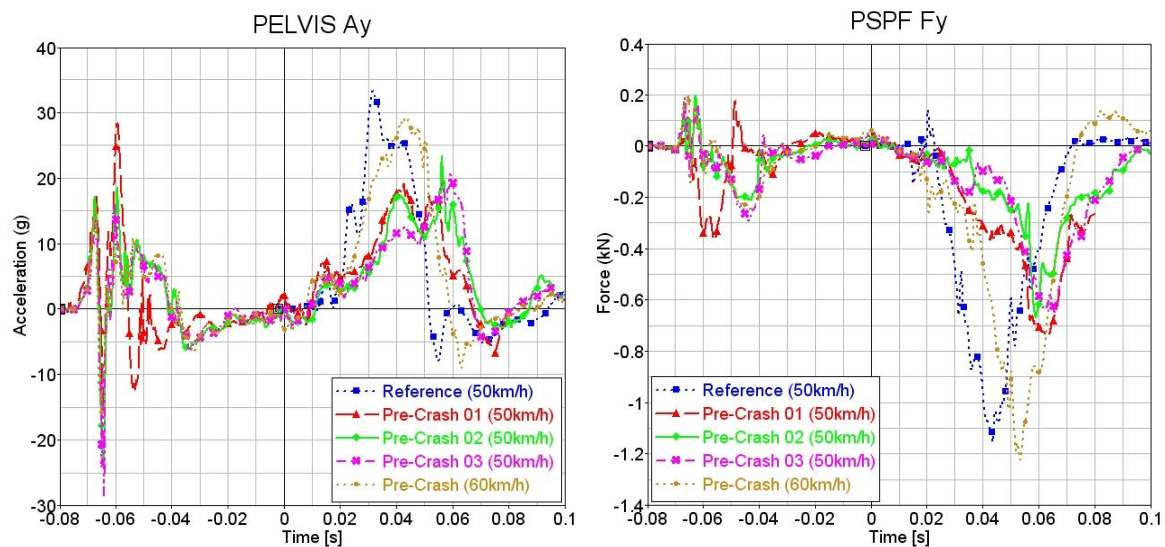 PELVIS Ay
40
30
20
10
0
-10
-20
-30
Acceleration (g)
-0.08 -0.06 -0.04 -0.02 0 0.02 0.04 0.06 0.08 0.1
Time [s]
Reference (50km/h)
Pre-Crash 01 (50km/h)
Pre-Crash 02 (50km/h)
Pre-Crash 03 (50km/h)
Pre-Crash (60km/h)
PSPF Fy
0.4
0.2
0
-0.2
-0.4
-0.6
-0.8
-1
-1.2
-1.4
Force (kN)
-0.08 -0.06 -0.04 -0.02 0 0.02 0.04 0.06 0.08 0.1
Time [s]
Reference (50km/h)
Pre-Crash 01 (50km/h)
Pre-Crash 02 (50km/h)
Pre-Crash 03 (50km/h)
Pre-Crash (60km/h)